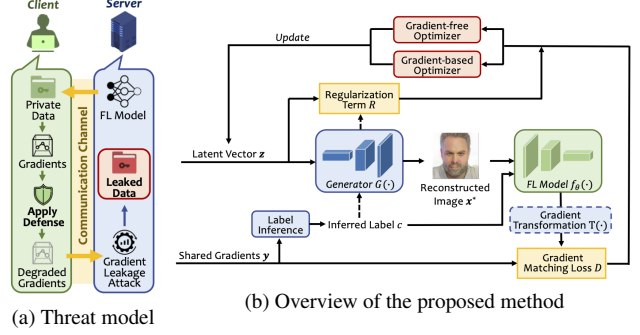 Client
Server
Private
Data
FL Model
Communication Channel
Gradients
Leaked
Data
Apply
Defense
Degraded
Gradients
Gradient
Leakage
Attack
(a) Threat model
Update
Gradient-free
Optimizer
Gradient-based
Optimizer
Regularization
Term R
Latent Vector z
Generator G(·)
Reconstructed
Image x*
FL Model fθ(·)
Label
Inference
Inferred Label c
Gradient
Transformation T(·)
Shared Gradients y
Gradient
Matching Loss D
(b) Overview of the proposed method